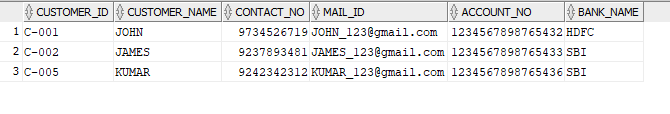 CUSTOMER_ID CUSTOMER_NAME CONTACT_NO MAIL_ID ACCOUNT_NO BANK_NAME
1 C-001 JOHN 9734526719 JOHN_123@gmail.com 1234567898765432 HDFC
2 C-002 JAMES 9237893481 JAMES_123@gmail.com 1234567898765433 SBI
3 C-005 KUMAR 9242342312 KUMAR_123@gmail.com 1234567898765436 SBI